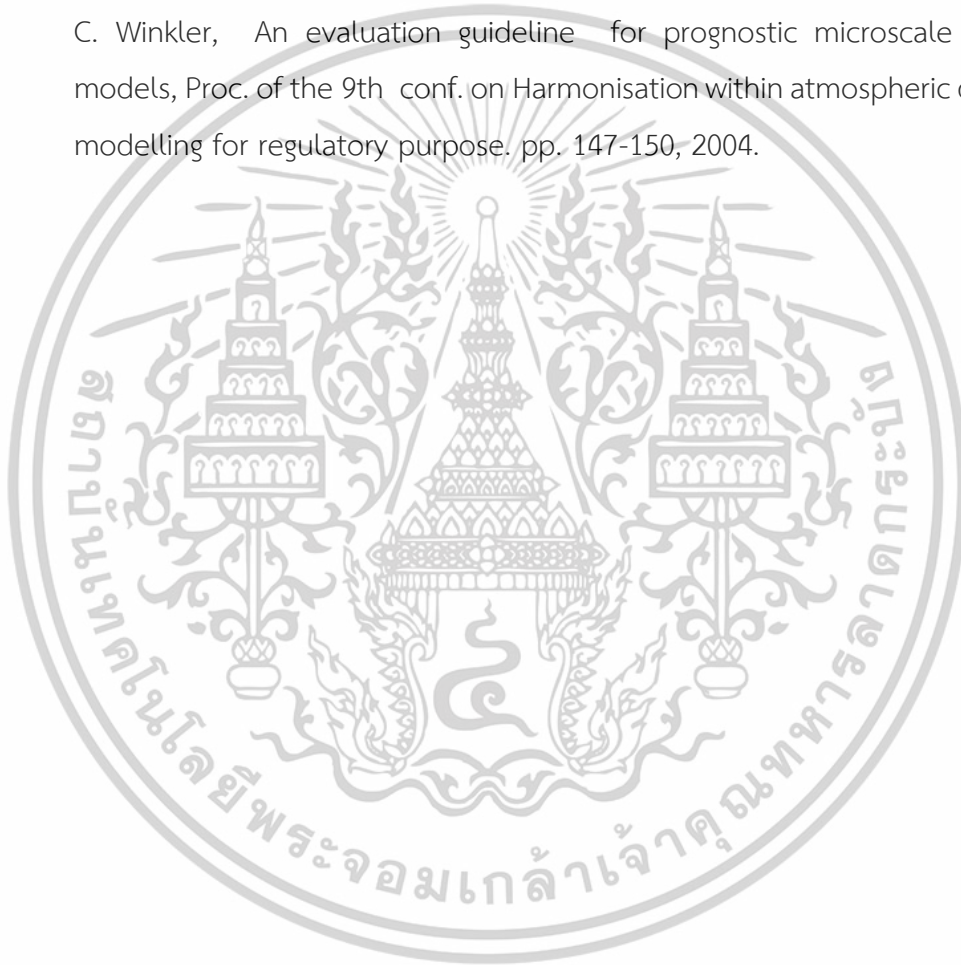 C. Winkler, An evaluation guideline for prognostic microscale
models, Proc. of the 9th conf. on Harmonisation within atmospheric
modelling for regulatory purpose. pp. 147-150, 2004.
๔
สถาบันเทคโนโลยีพระจอมเกล้าเจ้าคุณทหารลาดกระบัง